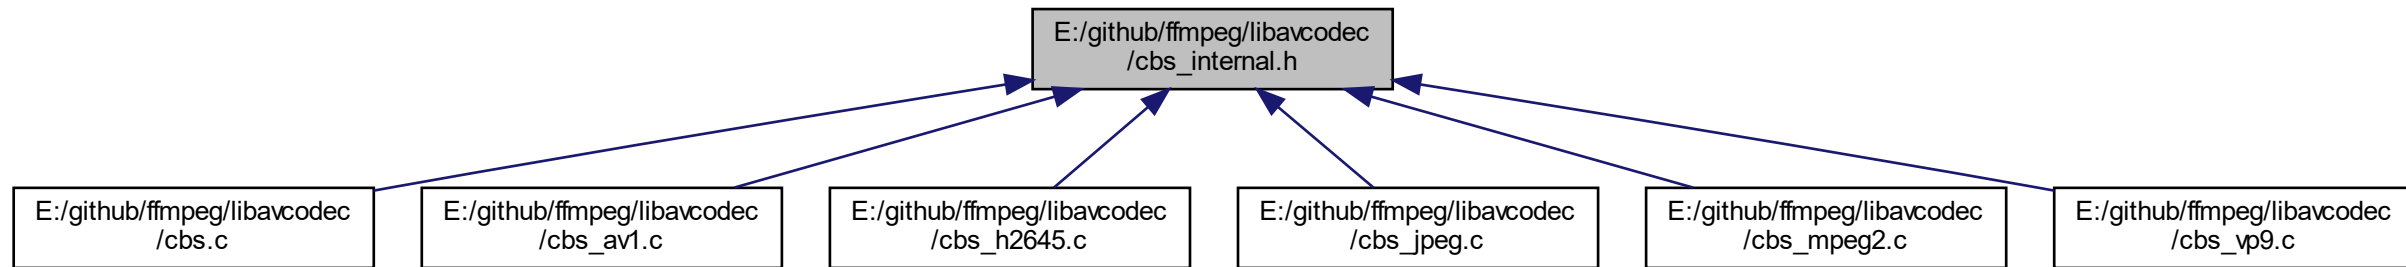 E:/github/ffmpeg/libavcodec
/cbs_internal.h
E:/github/ffmpeg/libavcodec
/cbs.c
E:/github/ffmpeg/libavcodec
/cbs_av1.c
E:/github/ffmpeg/libavcodec
/cbs_h2645.c
E:/github/ffmpeg/libavcodec
/cbs_jpeg.c
E:/github/ffmpeg/libavcodec
/cbs_mpeg2.c
E:/github/ffmpeg/libavcodec
/cbs_vp9.c